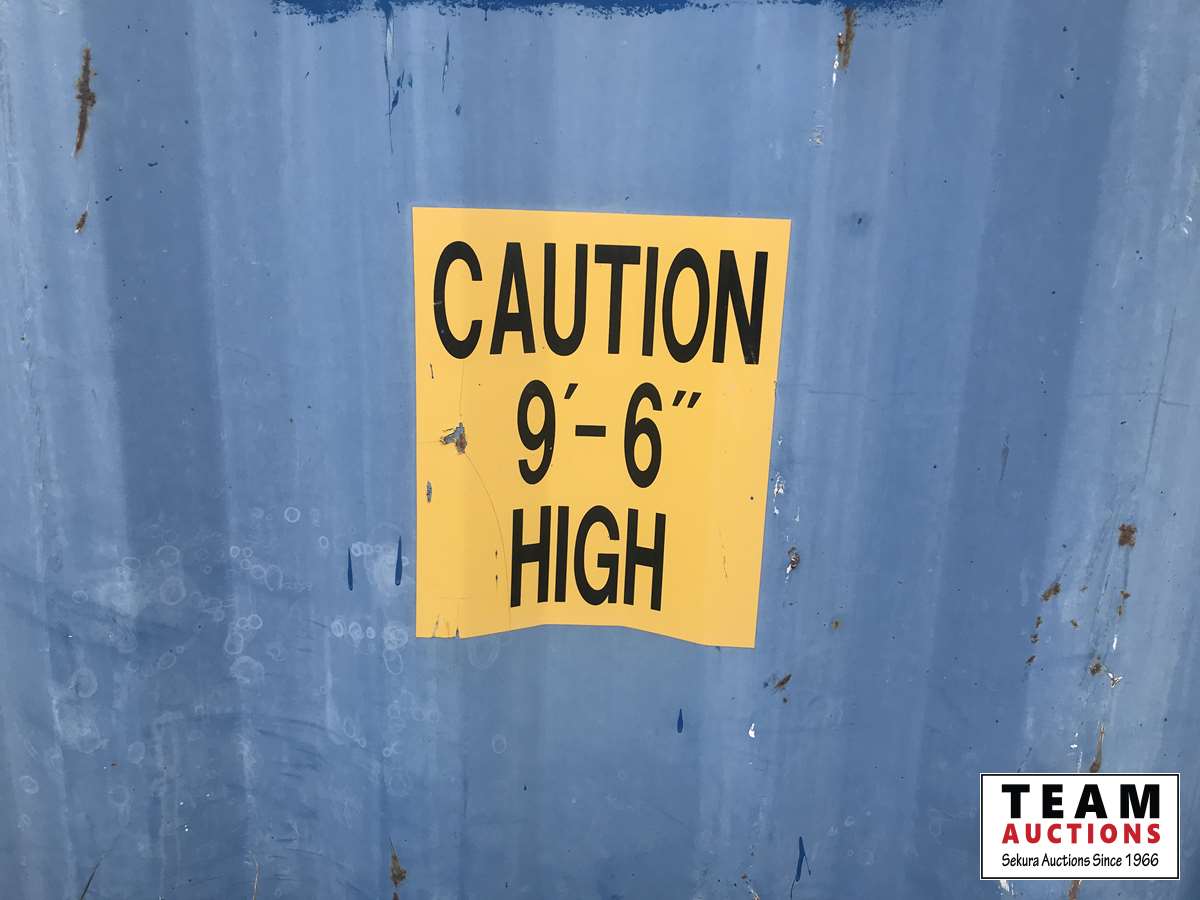 CAUTION
9′-6″
HIGH
TEAM
AUCTIONS
Sekura Auctions Since 1966